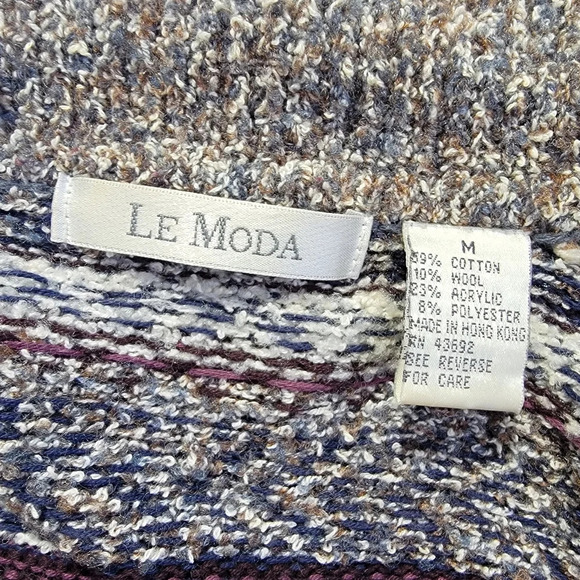 LE MODA
M
59% COTTON
10% WOOL
23% ACRYLIC
8% POLYESTER
MADE IN HONG KONG
RN 43692
SEE REVERSE
FOR CARE